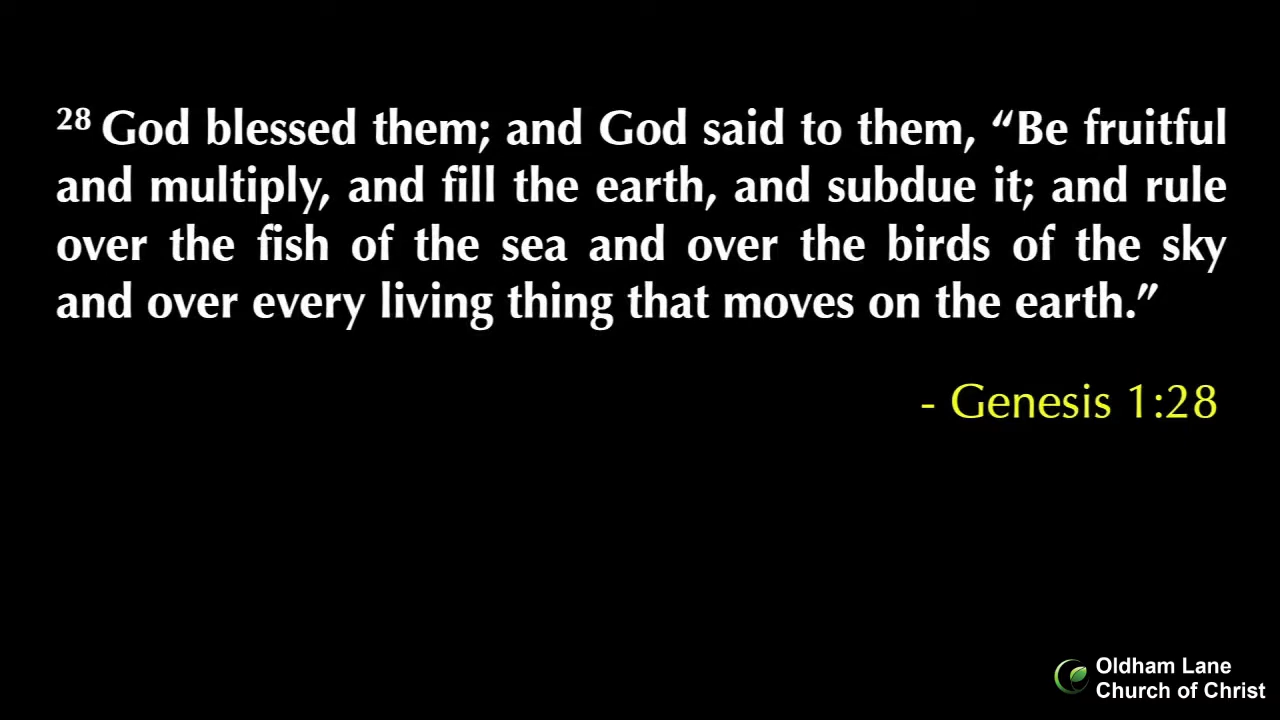 28 God blessed them; and God said to them, “Be fruitful
and multiply, and fill the earth, and subdue it; and rule
over the fish of the sea and over the birds of the sky
and over every living thing that moves on the earth.”
- Genesis 1:28
Oldham Lane
Church of Christ